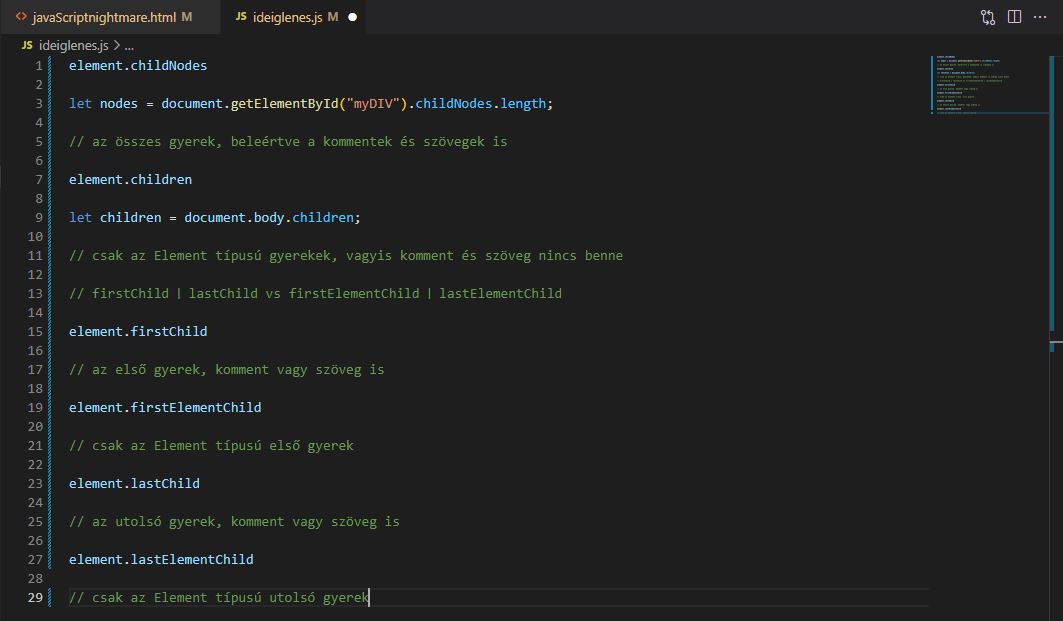 <> javaScriptnightmare.html M JS ideiglenes.js M
JS ideiglenes.js > ...
1 element.childNodes
2
3 let nodes = document.getElementById("myDIV").childNodes.length;
4
5 // az összes gyerek, beleértve a kommentek és szövegek is
6
7 element.children
8
9 let children = document.body.children;
10
11 // csak az Element típusú gyerekek, vagyis komment és szöveg nincs benne
12
13 // firstChild | lastChild vs firstElementChild | lastElementChild
14
15 element.firstChild
16
17 // az első gyerek, komment vagy szöveg is
18
19 element.firstElementChild
20
21 // csak az Element típusú első gyerek
22
23 element.lastChild
24
25 // az utolsó gyerek, komment vagy szöveg is
26
27 element.lastElementChild
28
29 // csak az Element típusú utolsó gyerek